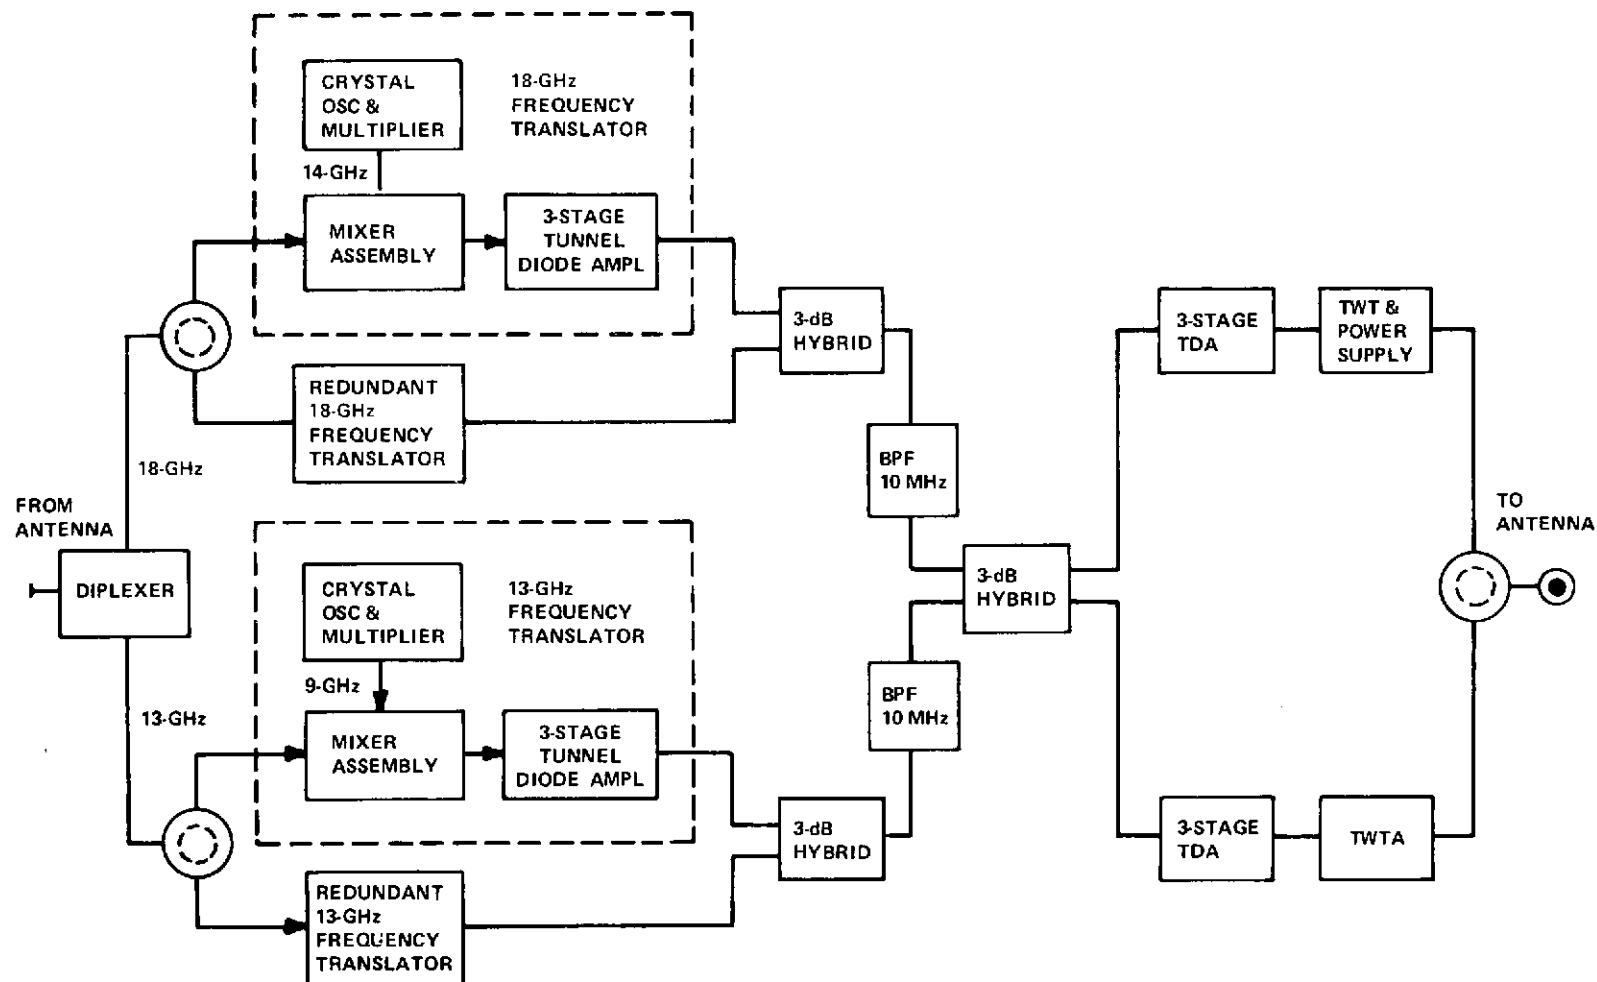 CRYSTAL
OSC &
MULTIPLIER
18-GHz
FREQUENCY
TRANSLATOR
14-GHz
MIXER
ASSEMBLY
3-STAGE
TUNNEL
DIODE AMPL
3-dB
HYBRID
REDUNDANT
18-GHz
FREQUENCY
TRANSLATOR
18-GHz
FROM
ANTENNA
DIPLEXER
13-GHz
CRYSTAL
OSC &
MULTIPLIER
13-GHz
FREQUENCY
TRANSLATOR
9-GHz
MIXER
ASSEMBLY
3-STAGE
TUNNEL
DIODE AMPL
3-dB
HYBRID
REDUNDANT
13-GHz
FREQUENCY
TRANSLATOR
BPF
10 MHz
3-dB
HYBRID
BPF
10 MHz
3-STAGE
TDA
TWT &
POWER
SUPPLY
TO
ANTENNA
3-STAGE
TDA
TWTA